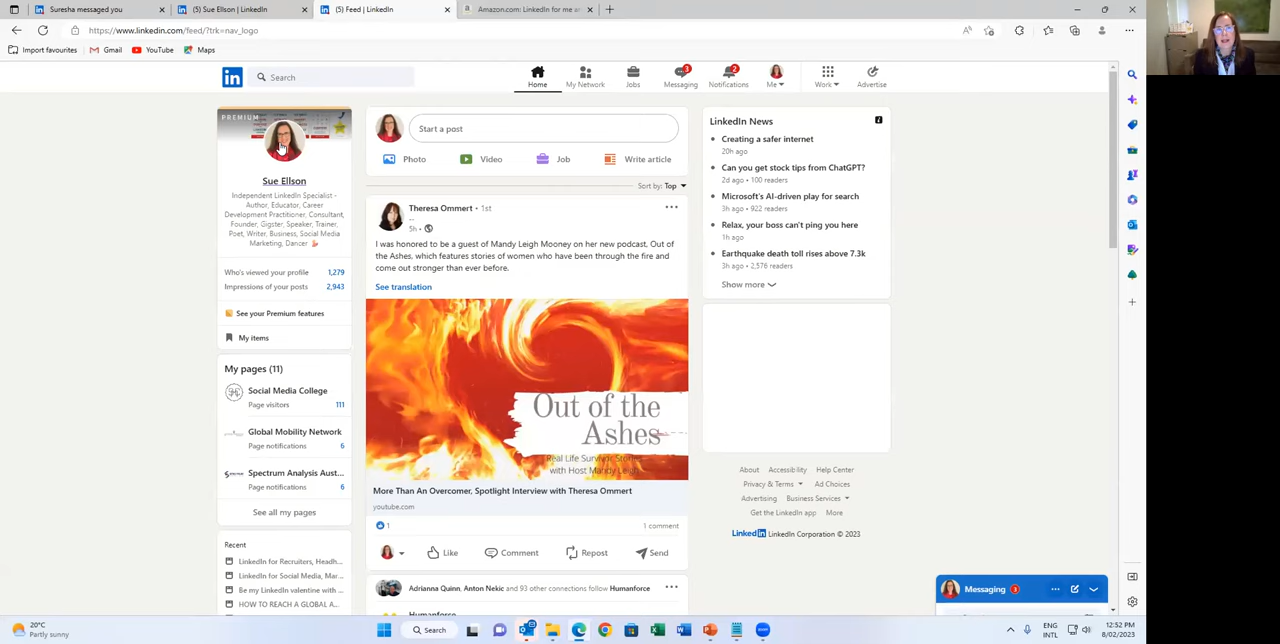 Suresha messaged you
(5) Sue Ellson | LinkedIn
(5) Feed | LinkedIn
Amazon.com: LinkedIn for me an
https://www.linkedin.com/feed/?trk=nav_logo
Import favourites
Gmail
YouTube
Maps
Search
Home
My Network
Jobs
3
Messaging
2
Notifications
Me
Work
Advertise
PREMIUM
Sue Ellson
Independent LinkedIn Specialist -
Author, Educator, Career
Development Practitioner, Consultant,
Founder, Gigster, Speaker, Trainer,
Poet, Writer, Business, Social Media
Marketing, Dancer 💃
Who's viewed your profile 1,279
Impressions of your posts 2,943
See your Premium features
My items
My pages (11)
Social Media College
Page visitors 111
Global Mobility Network
Page notifications 6
Spectrum Analysis Aust...
Page notifications 6
See all my pages
Recent
LinkedIn for Recruiters, Headh...
LinkedIn for Social Media, Mar...
Be my LinkedIn valentine with ...
HOW TO REACH A GLOBAL A...
Start a post
Photo
Video
Job
Write article
Sort by: Top
Theresa Ommert • 1st
--
5h •
I was honored to be a guest of Mandy Leigh Mooney on her new podcast, Out of
the Ashes, which features stories of women who have been through the fire and
come out stronger than ever before.
See translation
Out of the
Ashes
Real Life Survivor Stories
with Host Mandy Leigh
More Than An Overcomer, Spotlight Interview with Theresa Ommert
youtube.com
1
1 comment
Like
Comment
Repost
Send
Adrianna Quinn, Anton Nekic and 93 other connections follow Humanforce
Humanforce
LinkedIn News
Creating a safer internet
20h ago
Can you get stock tips from ChatGPT?
2d ago • 100 readers
Microsoft's AI-driven play for search
3h ago • 922 readers
Relax, your boss can't ping you here
1h ago
Earthquake death toll rises above 7.3k
3h ago • 2,576 readers
Show more
About Accessibility Help Center
Privacy & Terms Ad Choices
Advertising Business Services
Get the LinkedIn app More
LinkedIn LinkedIn Corporation © 2023
Messaging 3
20°C
Partly sunny
Search
ENG
INTL
12:52 PM
8/02/2023